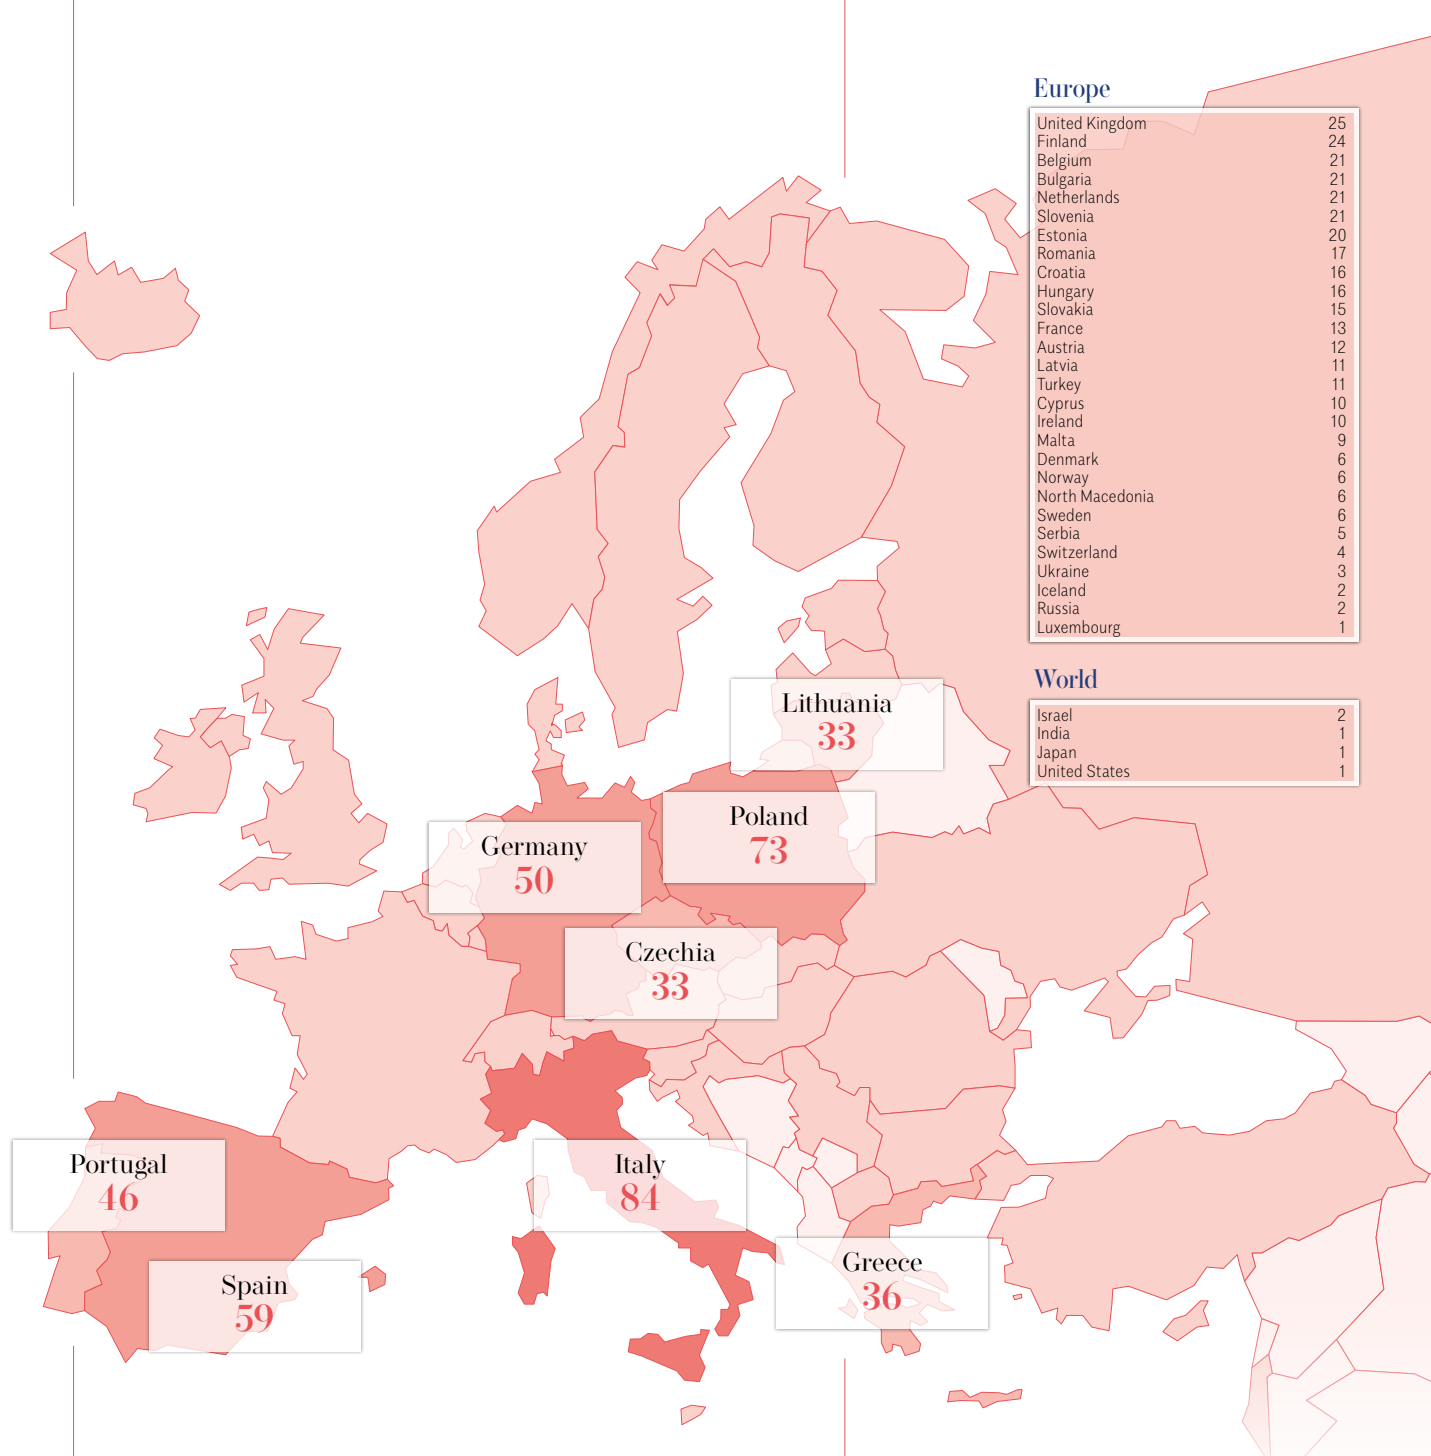 Europe
United Kingdom 25
Finland 24
Belgium 21
Bulgaria 21
Netherlands 21
Slovenia 21
Estonia 20
Romania 17
Croatia 16
Hungary 16
Slovakia 15
France 13
Austria 12
Latvia 11
Turkey 11
Cyprus 10
Ireland 10
Malta 9
Denmark 6
Norway 6
North Macedonia 6
Sweden 6
Serbia 5
Switzerland 4
Ukraine 3
Iceland 2
Russia 2
Luxembourg 1
World
Israel 2
India 1
Japan 1
United States 1
Lithuania
33
Poland
73
Germany
50
Czechia
33
Portugal
46
Italy
84
Spain
59
Greece
36